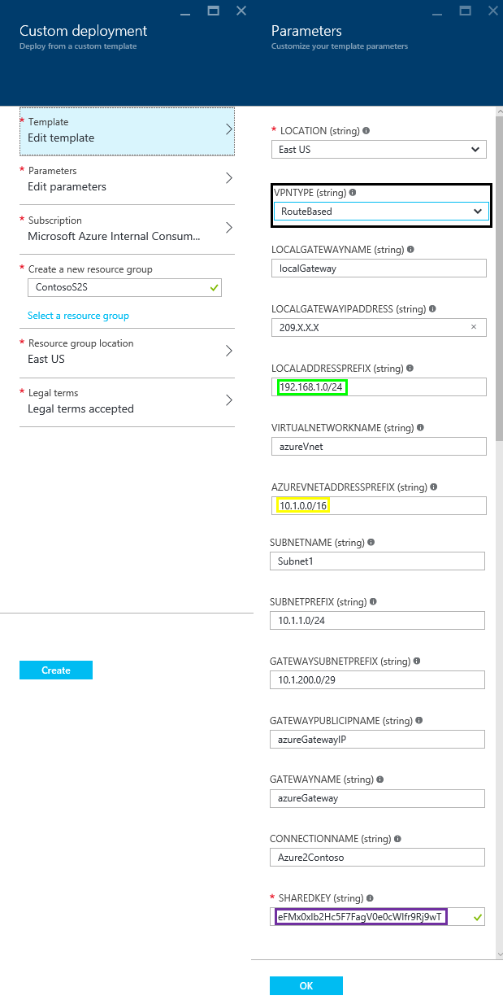 Custom deployment
Deploy from a custom template
* Template
Edit template
* Parameters
Edit parameters
* Subscription
Microsoft Azure Internal Consum...
* Create a new resource group
ContosoS2S
Select a resource group
* Resource group location
East US
* Legal terms
Legal terms accepted
Create
Parameters
Customize your template parameters
* LOCATION (string)
East US
VPNTYPE (string)
RouteBased
LOCALGATEWAYNAME (string)
localGateway
LOCALGATEWAYIPADDRESS (string)
209.X.X.X
LOCALADDRESSPREFIX (string)
192.168.1.0/24
VIRTUALNETWORKNAME (string)
azureVnet
AZUREVNETADDRESSPREFIX (string)
10.1.0.0/16
SUBNETNAME (string)
Subnet1
SUBNETPREFIX (string)
10.1.1.0/24
GATEWAYSUBNETPREFIX (string)
10.1.200.0/29
GATEWAYPUBLICIPNAME (string)
azureGatewayIP
GATEWAYNAME (string)
azureGateway
CONNECTIONNAME (string)
Azure2Contoso
* SHAREDKEY (string)
eFMx0xIb2Hc5F7FagV0e0cWIfr9Rj9wT
OK